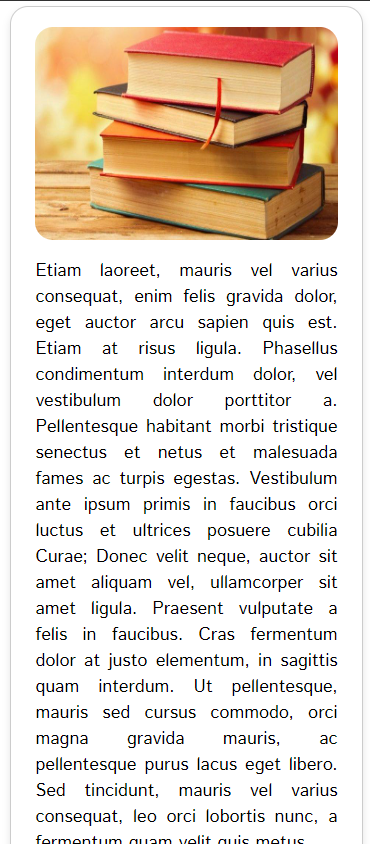 Etiam laoreet, mauris vel varius
consequat, enim felis gravida dolor,
eget auctor arcu sapien quis est.
Etiam at risus ligula. Phasellus
condimentum interdum dolor, vel
vestibulum dolor porttitor a.
Pellentesque habitant morbi tristique
senectus et netus et malesuada
fames ac turpis egestas. Vestibulum
ante ipsum primis in faucibus orci
luctus et ultrices posuere cubilia
Curae; Donec velit neque, auctor sit
amet aliquam vel, ullamcorper sit
amet ligula. Praesent vulputate a
felis in faucibus. Cras fermentum
dolor at justo elementum, in sagittis
quam interdum. Ut pellentesque,
mauris sed cursus commodo, orci
magna gravida mauris, ac
pellentesque purus lacus eget libero.
Sed tincidunt, mauris vel varius
consequat, leo orci lobortis nunc, a
fermentum quam velit quis metus.